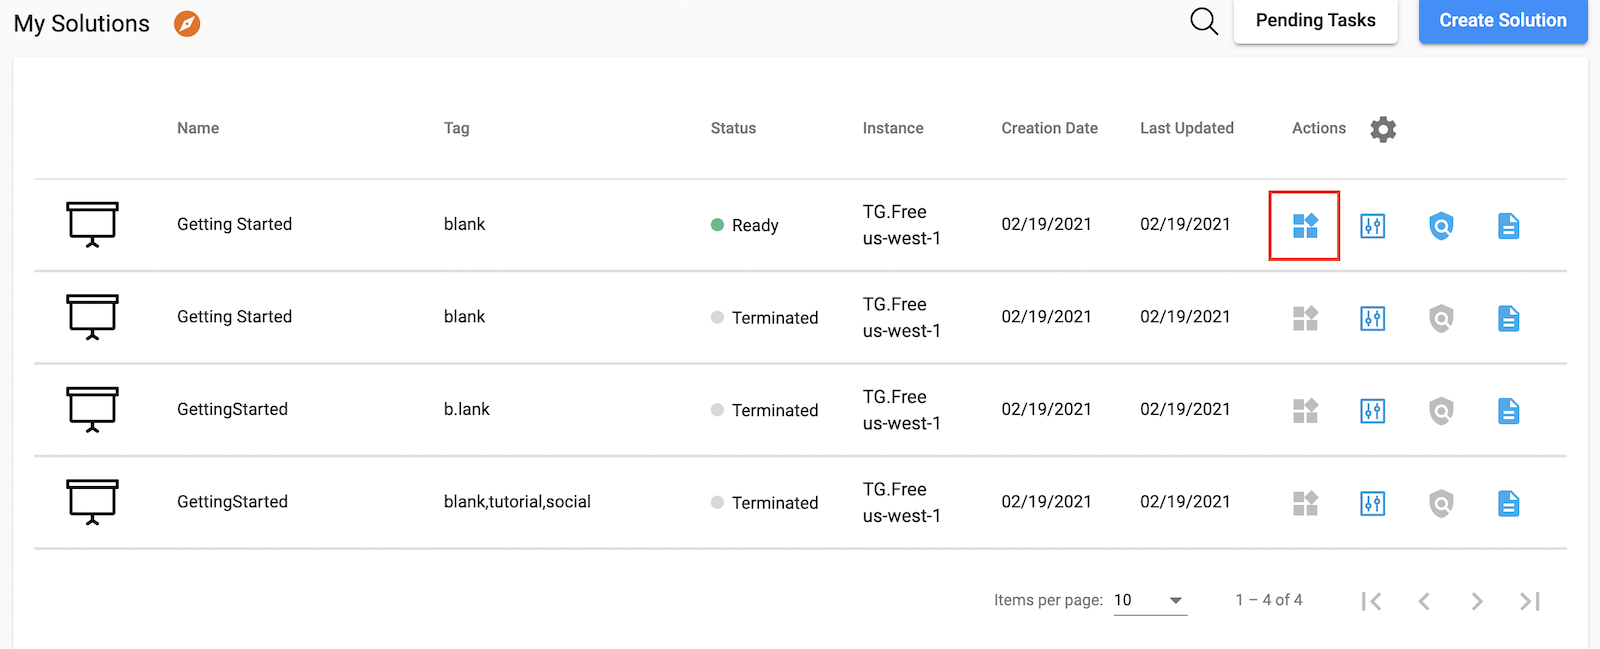 My Solutions
Pending Tasks
Create Solution
Name Tag Status Instance Creation Date Last Updated Actions
Getting Started blank Ready TG.Free us-west-1 02/19/2021 02/19/2021
Getting Started blank Terminated TG.Free us-west-1 02/19/2021 02/19/2021
GettingStarted b.lank Terminated TG.Free us-west-1 02/19/2021 02/19/2021
GettingStarted blank,tutorial,social Terminated TG.Free us-west-1 02/19/2021 02/19/2021
Items per page: 10 1 – 4 of 4